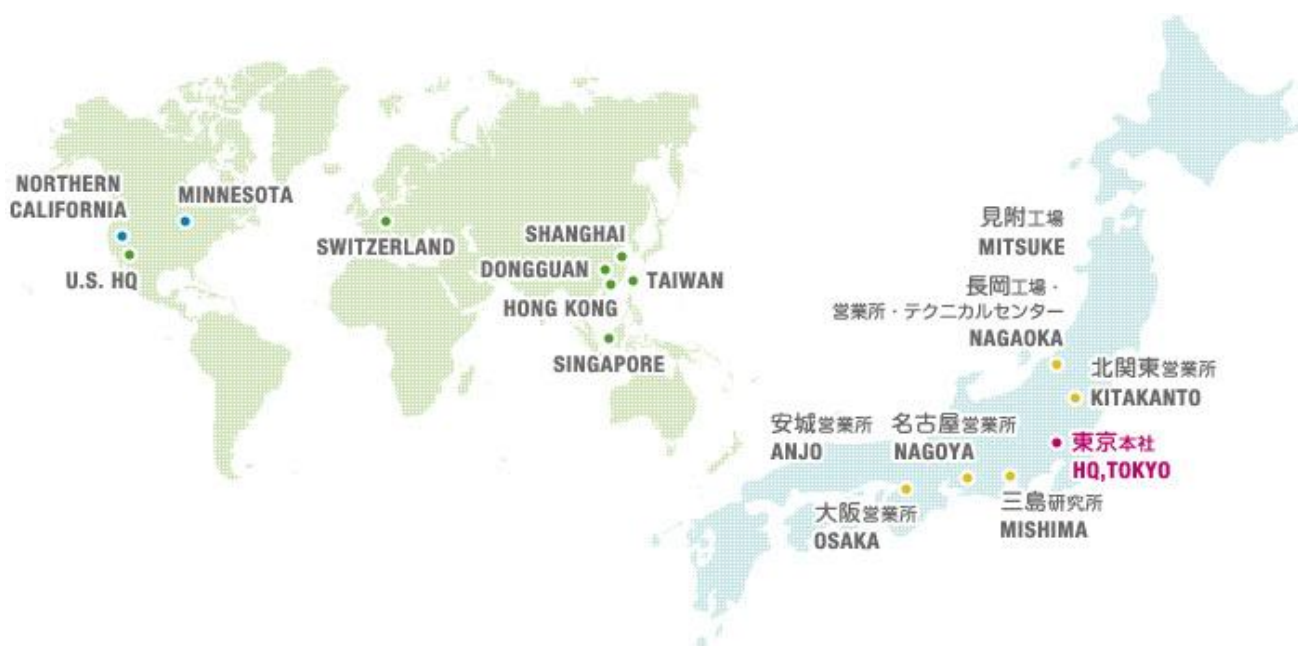 NORTHERN
CALIFORNIA
MINNESOTA
U.S. HQ
SWITZERLAND
SHANGHAI
DONGGUAN
TAIWAN
HONG KONG
SINGAPORE
見附工場
MITSUKE
長岡工場・
営業所・テクニカルセンター
NAGAOKA
北関東営業所
KITAKANTO
安城営業所
ANJO
名古屋営業所
NAGOYA
東京本社
HQ,TOKYO
大阪営業所
OSAKA
三島研究所
MISHIMA